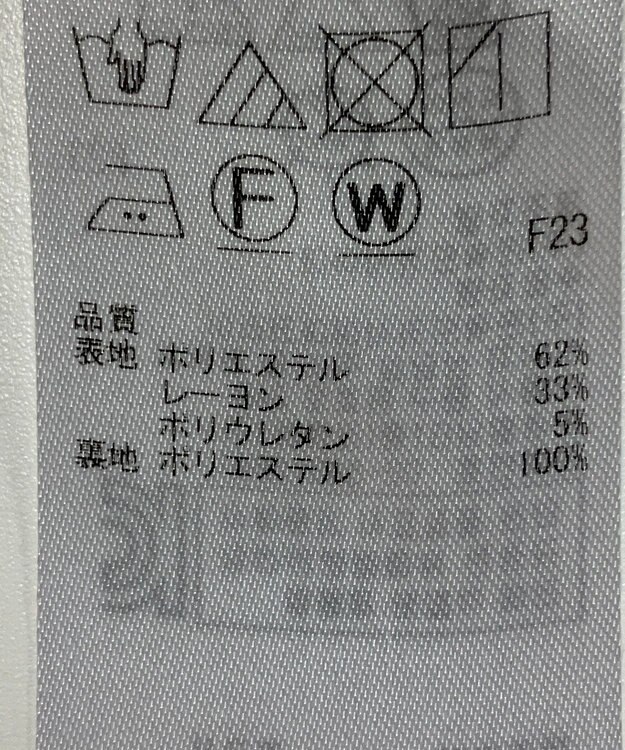 F
W
F23
品質
表地 ポリエステル 62%
レーヨン 33%
ポリウレタン 5%
裏地 ポリエステル 100%